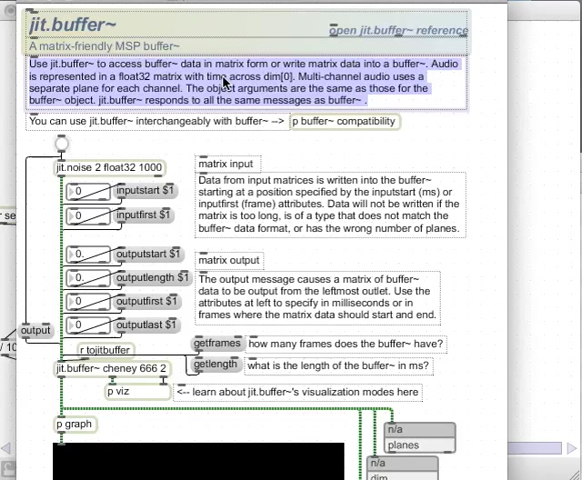 jit.buffer~
open jit.buffer~ reference
A matrix-friendly MSP buffer~
Use jit.buffer~ to access buffer~ data in matrix form or write matrix data into a buffer~. Audio
is represented in a float32 matrix with time across dim[0]. Multi-channel audio uses a
separate plane for each channel. The object arguments are the same as those for the
buffer~ object. jit.buffer~ responds to all the same messages as buffer~ .
You can use jit.buffer~ interchangeably with buffer~ --> p buffer~ compatibility
jit.noise 2 float32 1000
matrix input
0 inputstart $1
Data from input matrices is written into the buffer~
starting at a position specified by the inputstart (ms) or
0 inputfirst $1
inputfirst (frame) attributes. Data will not be written if the
matrix is too long, is of a type that does not match the
buffer~ data format, or has the wrong number of planes.
0 outputstart $1
matrix output
0 outputlength $1
The output message causes a matrix of buffer~
data to be output from the leftmost outlet. Use the
0 outputfirst $1
attributes at left to specify in milliseconds or in
frames where the matrix data should start and end.
0 outputlast $1
output
r tojitbuffer
getframes how many frames does the buffer~ have?
jit.buffer~ cheney 666 2
getlength what is the length of the buffer~ in ms?
p viz <-- learn about jit.buffer~'s visualization modes here
p graph
n/a
planes
n/a
dim